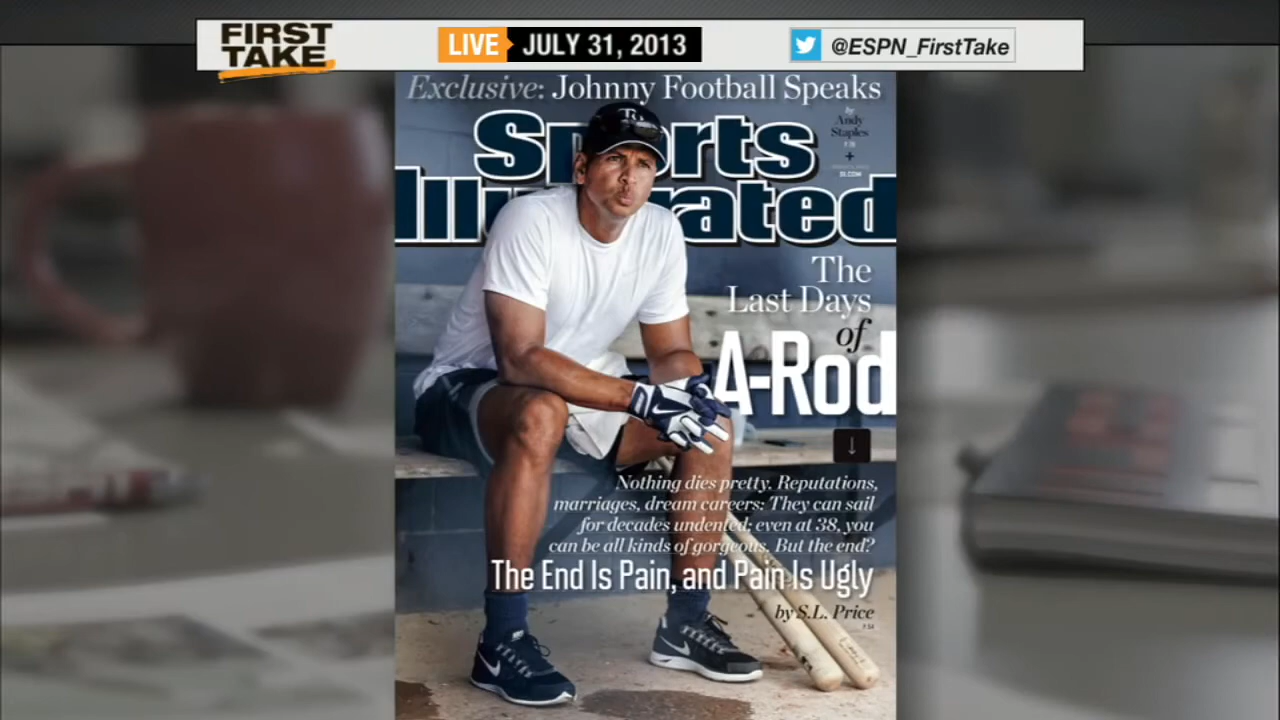 FIRST
TAKE
LIVE
JULY 31, 2013
@ESPN_FirstTake
Exclusive: Johnny Football Speaks
by
Andy
Staples
+
SI.COM
Sports
Illustrated
The
Last Days
of
A-Rod
Nothing dies pretty. Reputations,
marriages, dream careers: They can sail
for decades undented; even at 38, you
can be all kinds of gorgeous. But the end?
The End Is Pain, and Pain Is Ugly
by S.L. Price